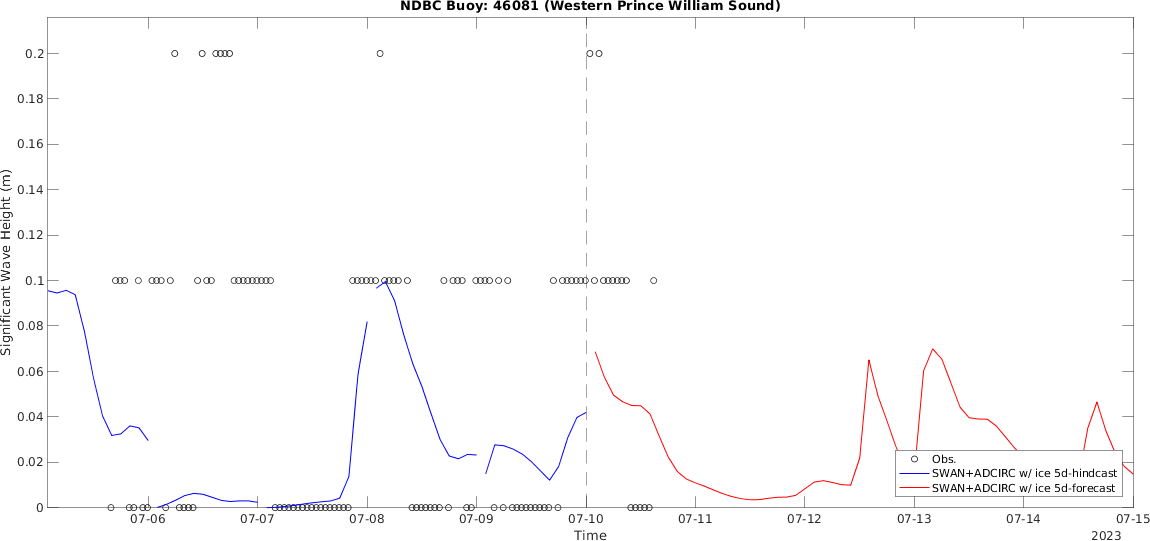 NDBC Buoy: 46081 (Western Prince William Sound)
Significant Wave Height (m)
0.2
0.18
0.16
0.14
0.12
0.1
0.08
0.06
0.04
0.02
0
Obs.
SWAN+ADCIRC w/ ice 5d-hindcast
SWAN+ADCIRC w/ ice 5d-forecast
07-06 07-07 07-08 07-09 07-10 07-11 07-12 07-13 07-14 07-15
Time
2023